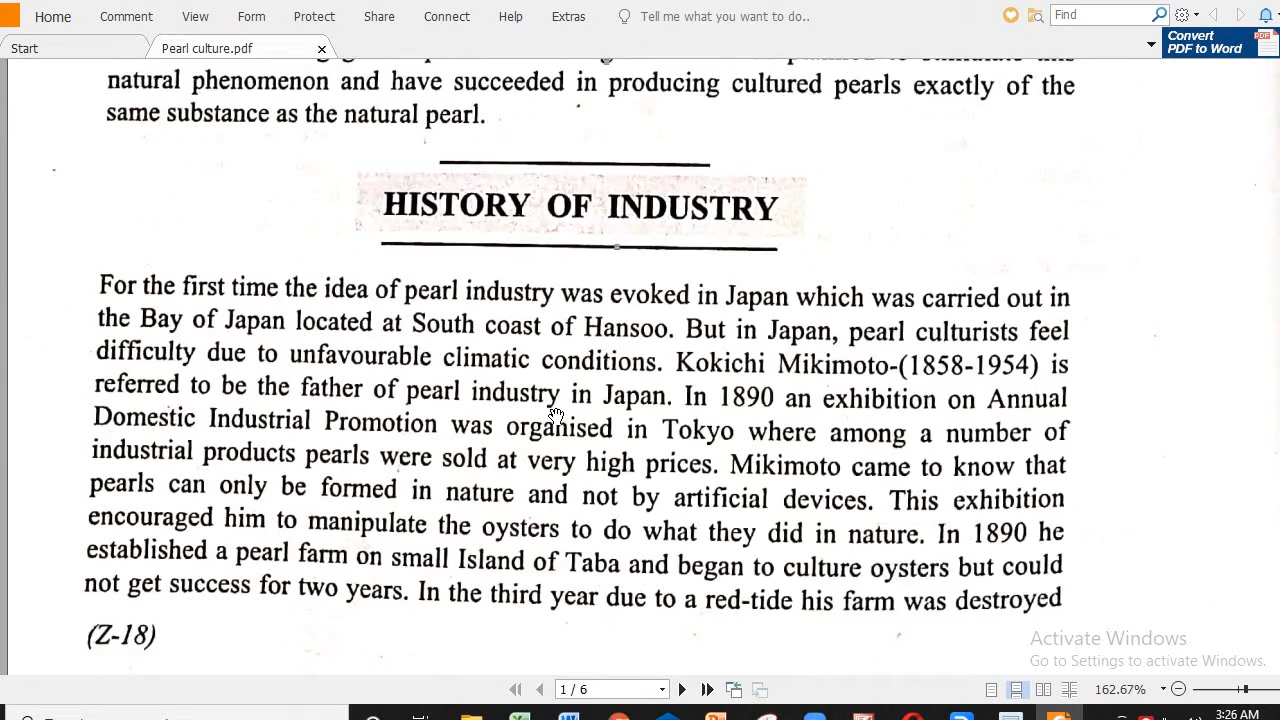 Home Comment View Form Protect Share Connect Help Extras Tell me what you want to do.. Find
Start Pearl culture.pdf x
Convert
PDF to Word
natural phenomenon and have succeeded in producing cultured pearls exactly of the
same substance as the natural pearl.
HISTORY OF INDUSTRY
For the first time the idea of pearl industry was evoked in Japan which was carried out in
the Bay of Japan located at South coast of Hansoo. But in Japan, pearl culturists feel
difficulty due to unfavourable climatic conditions. Kokichi Mikimoto-(1858-1954) is
referred to be the father of pearl industry in Japan. In 1890 an exhibition on Annual
Domestic Industrial Promotion was organised in Tokyo where among a number of
industrial products pearls were sold at very high prices. Mikimoto came to know that
pearls can only be formed in nature and not by artificial devices. This exhibition
encouraged him to manipulate the oysters to do what they did in nature. In 1890 he
established a pearl farm on small Island of Taba and began to culture oysters but could
not get success for two years. In the third year due to a red-tide his farm was destroyed
(Z-18)
Activate Windows
Go to Settings to activate Windows.
1 / 6 162.67%
3:26 AM